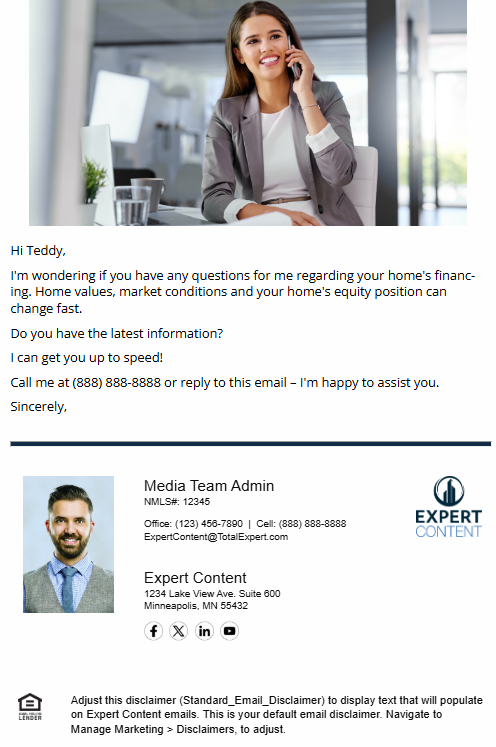 Hi Teddy,
I'm wondering if you have any questions for me regarding your home's financ-
ing. Home values, market conditions and your home's equity position can
change fast.
Do you have the latest information?
I can get you up to speed!
Call me at (888) 888-8888 or reply to this email – I'm happy to assist you.
Sincerely,
Media Team Admin
NMLS#: 12345
Office: (123) 456-7890 | Cell: (888) 888-8888
ExpertContent@TotalExpert.com
EXPERT
CONTENT
Expert Content
1234 Lake View Ave. Suite 600
Minneapolis, MN 55432
Adjust this disclaimer (Standard_Email_Disclaimer) to display text that will populate
on Expert Content emails. This is your default email disclaimer. Navigate to
Manage Marketing > Disclaimers, to adjust.
EQUAL HOUSING
LENDER